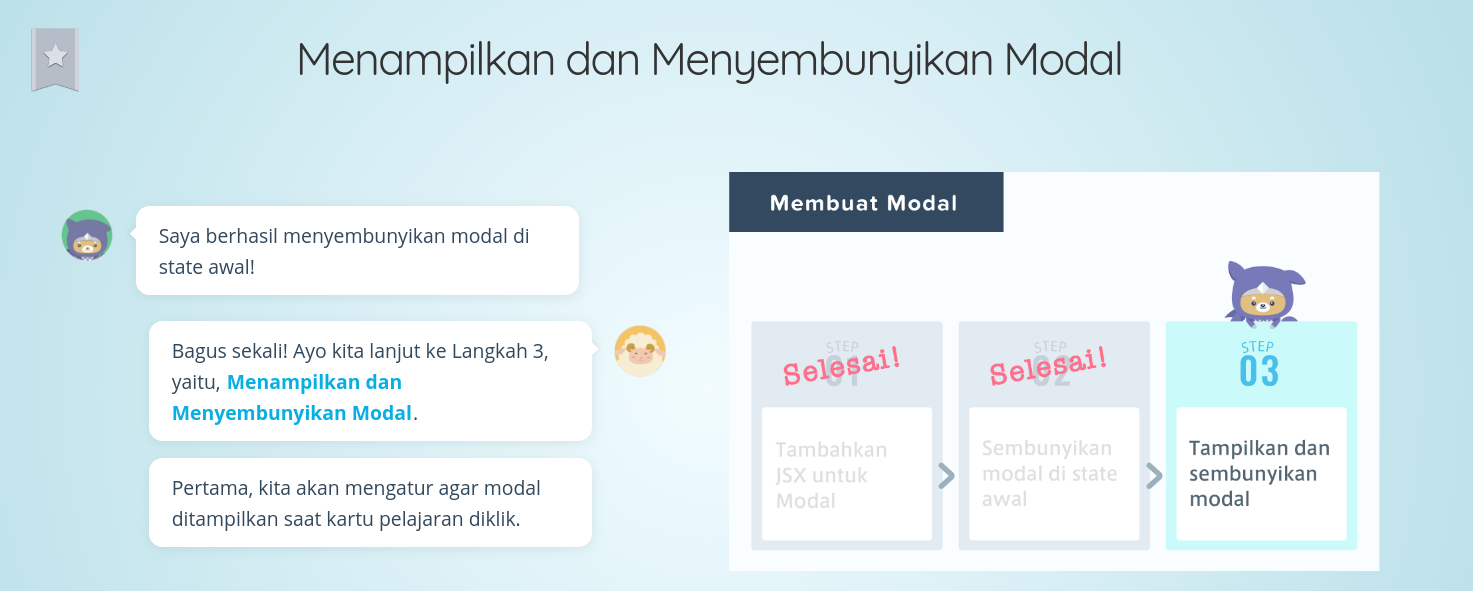 Menampilkan dan Menyembunyikan Modal
Saya berhasil menyembunyikan modal di
state awal!
Bagus sekali! Ayo kita lanjut ke Langkah 3,
yaitu, Menampilkan dan
Menyembunyikan Modal.
Pertama, kita akan mengatur agar modal
ditampilkan saat kartu pelajaran diklik.
Membuat Modal
STEP
01
Selesai!
Tambahkan
JSX untuk
Modal
STEP
02
Selesai!
Sembunyikan
modal di state
awal
STEP
03
Tampilkan dan
sembunyikan
modal